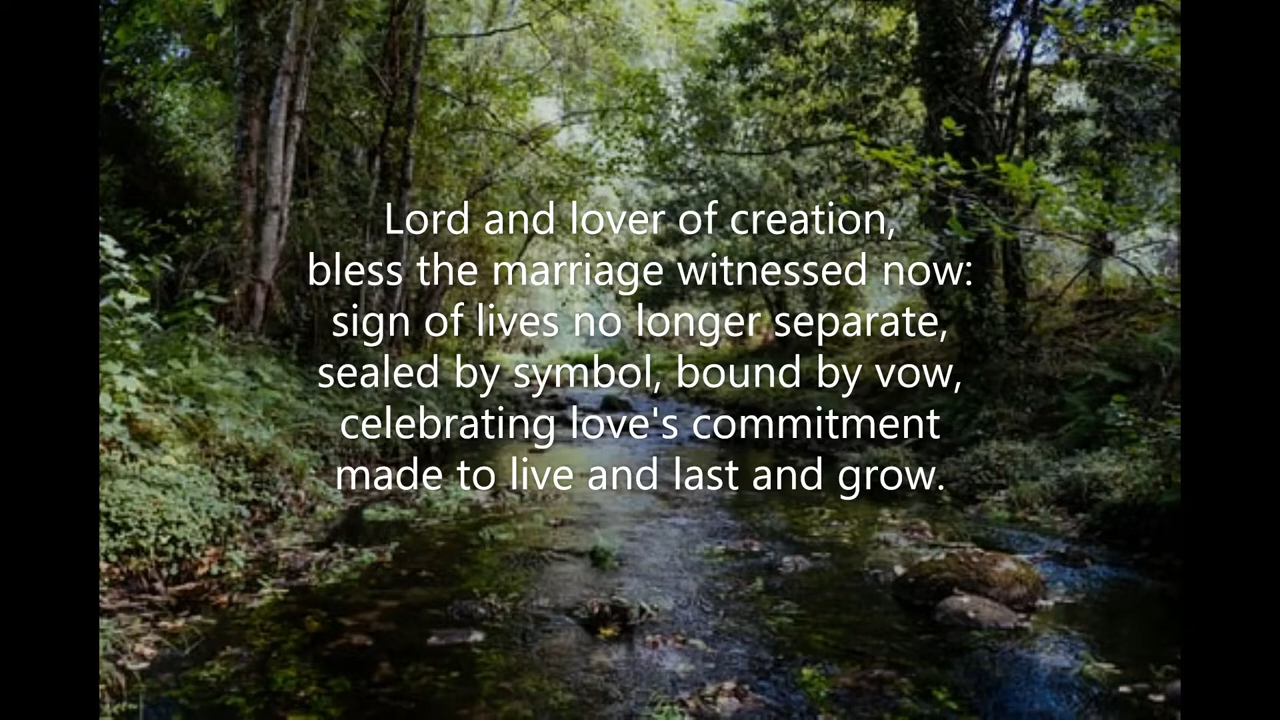 Lord and lover of creation,
bless the marriage witnessed now:
sign of lives no longer separate,
sealed by symbol, bound by vow,
celebrating love's commitment
made to live and last and grow.